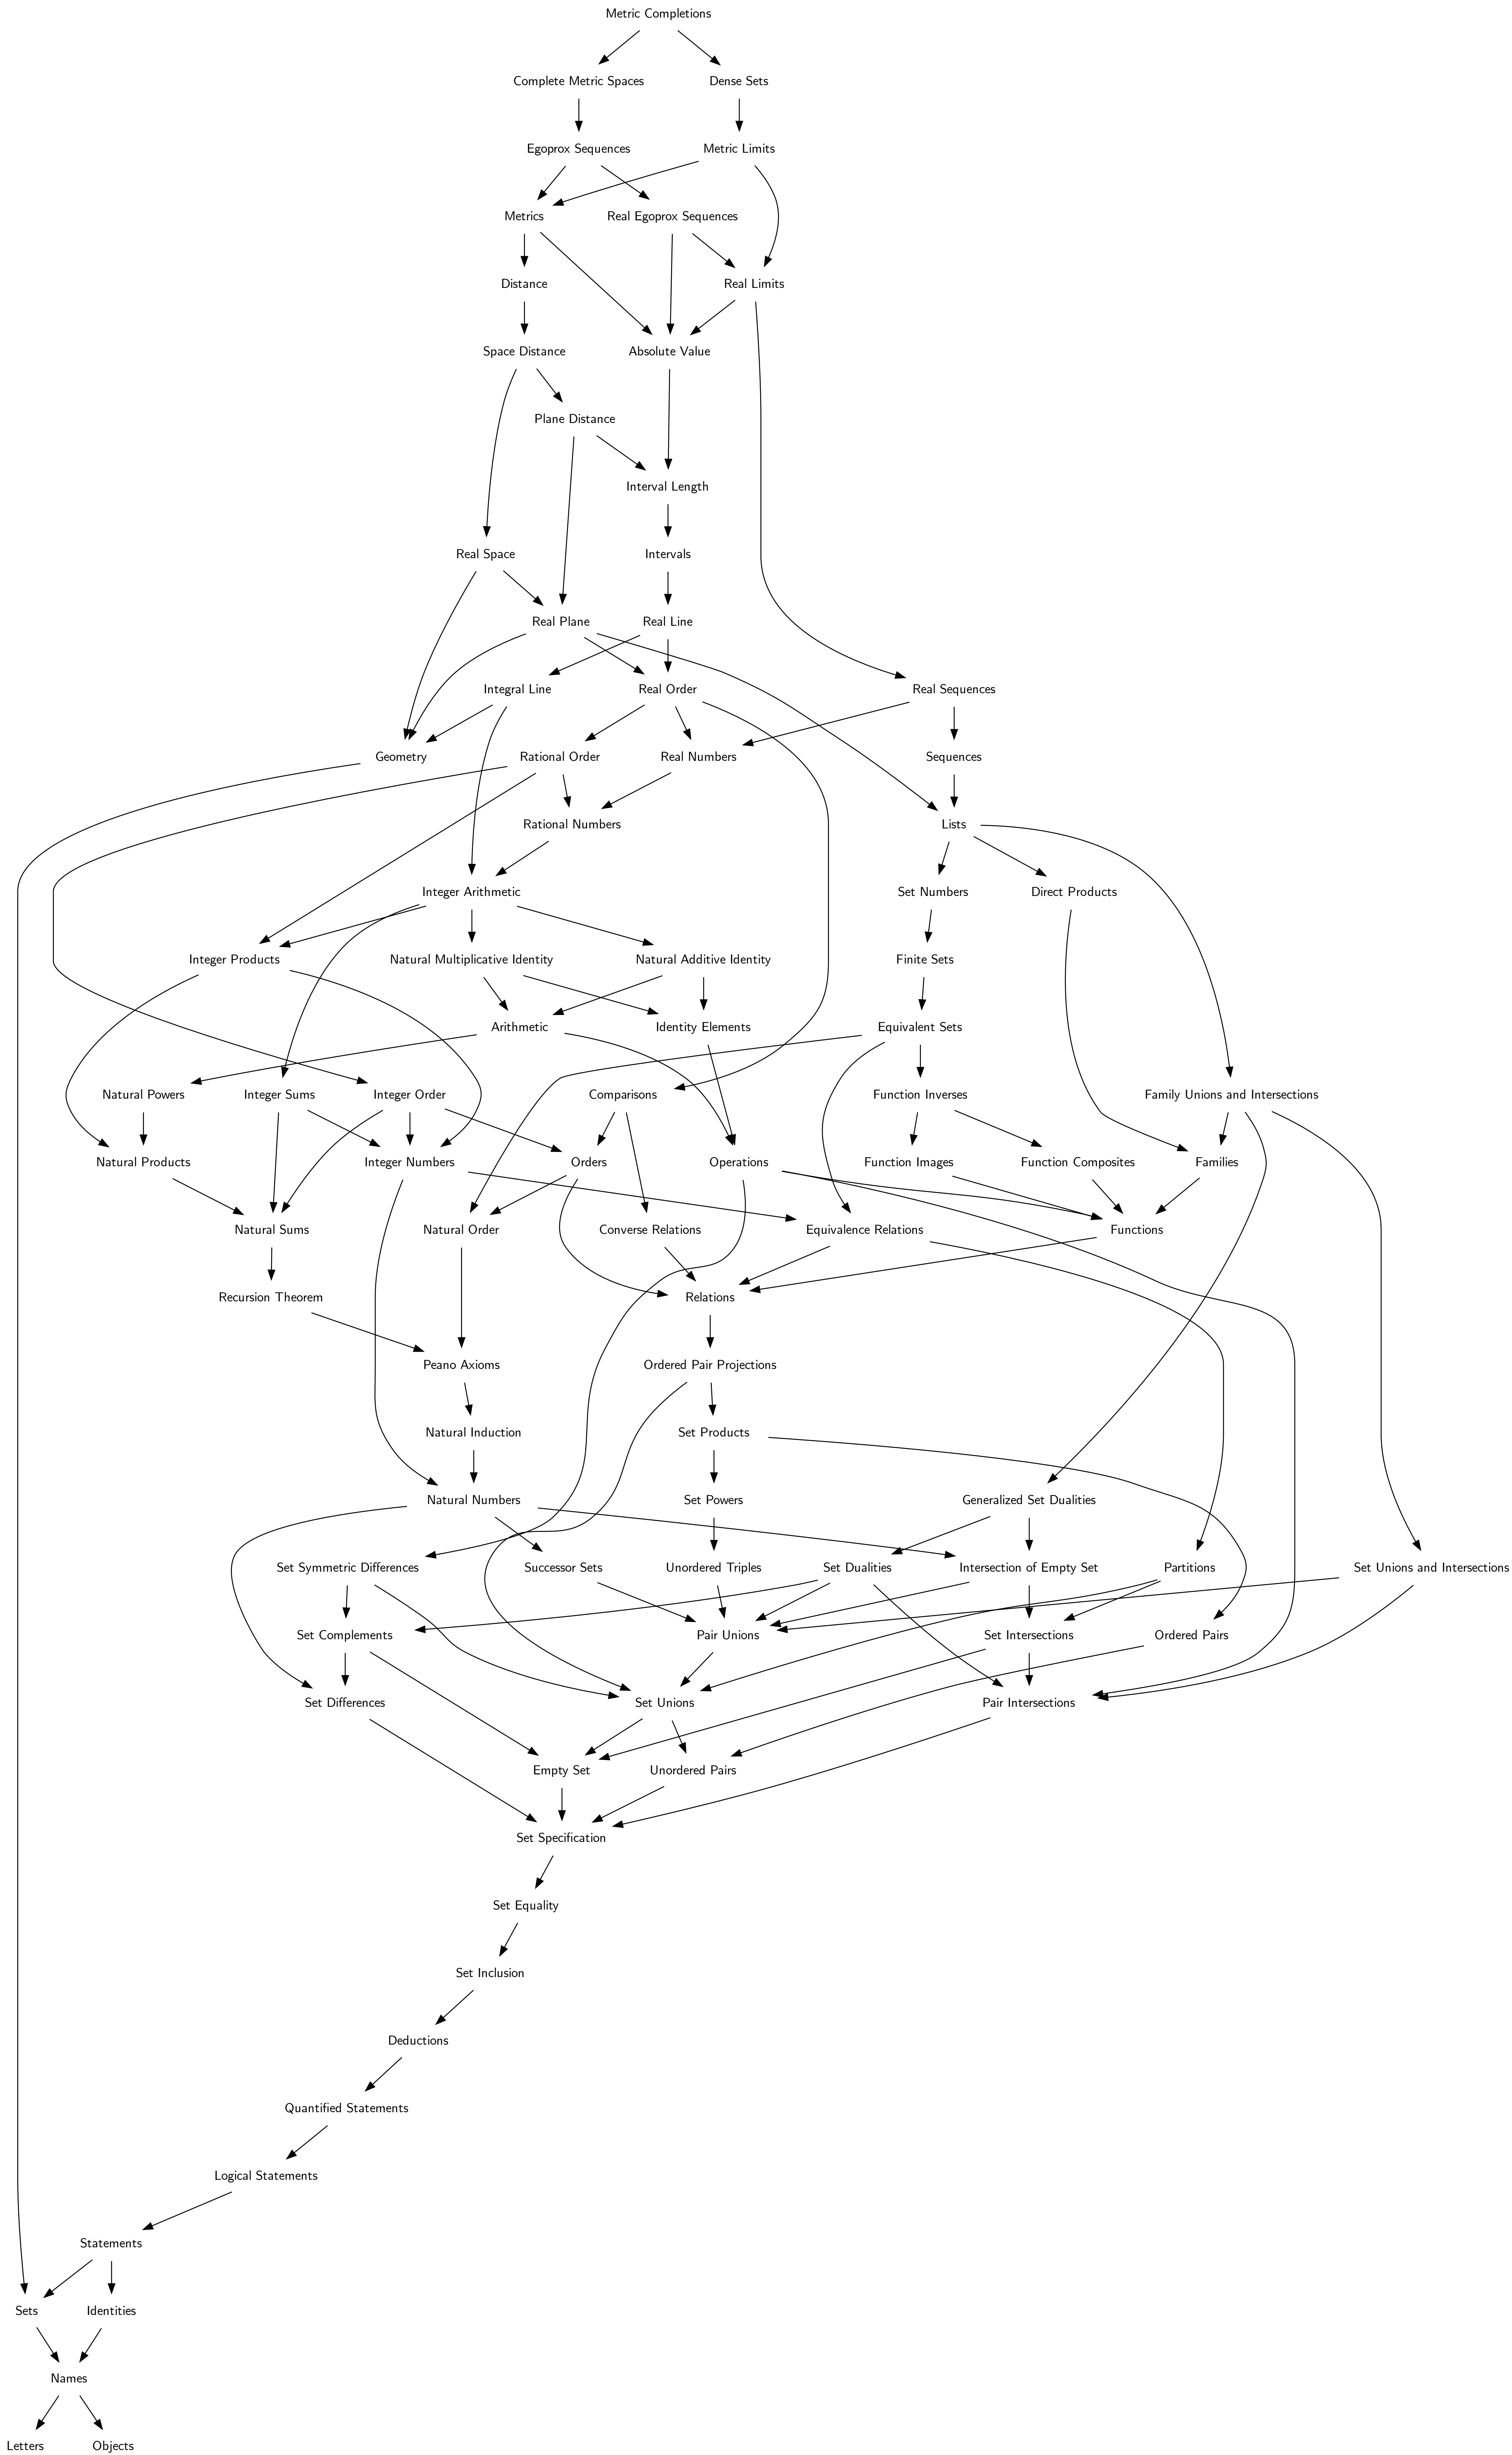 Metric Completions
Complete Metric Spaces
Dense Sets
Egoprox Sequences
Metric Limits
Metrics
Real Egoprox Sequences
Distance
Real Limits
Space Distance
Absolute Value
Plane Distance
Interval Length
Real Space
Intervals
Real Plane
Real Line
Integral Line
Real Order
Real Sequences
Geometry
Rational Order
Real Numbers
Sequences
Rational Numbers
Lists
Integer Arithmetic
Set Numbers
Direct Products
Integer Products
Natural Multiplicative Identity
Natural Additive Identity
Finite Sets
Arithmetic
Identity Elements
Equivalent Sets
Natural Powers
Integer Sums
Integer Order
Comparisons
Function Inverses
Family Unions and Intersections
Natural Products
Integer Numbers
Orders
Operations
Function Images
Function Composites
Families
Natural Sums
Natural Order
Converse Relations
Equivalence Relations
Functions
Recursion Theorem
Relations
Peano Axioms
Ordered Pair Projections
Natural Induction
Set Products
Natural Numbers
Set Powers
Generalized Set Dualities
Set Symmetric Differences
Successor Sets
Unordered Triples
Set Dualities
Intersection of Empty Set
Partitions
Set Unions and Intersections
Set Complements
Pair Unions
Set Intersections
Ordered Pairs
Set Differences
Set Unions
Pair Intersections
Empty Set
Unordered Pairs
Set Specification
Set Equality
Set Inclusion
Deductions
Quantified Statements
Logical Statements
Statements
Sets
Identities
Names
Letters
Objects